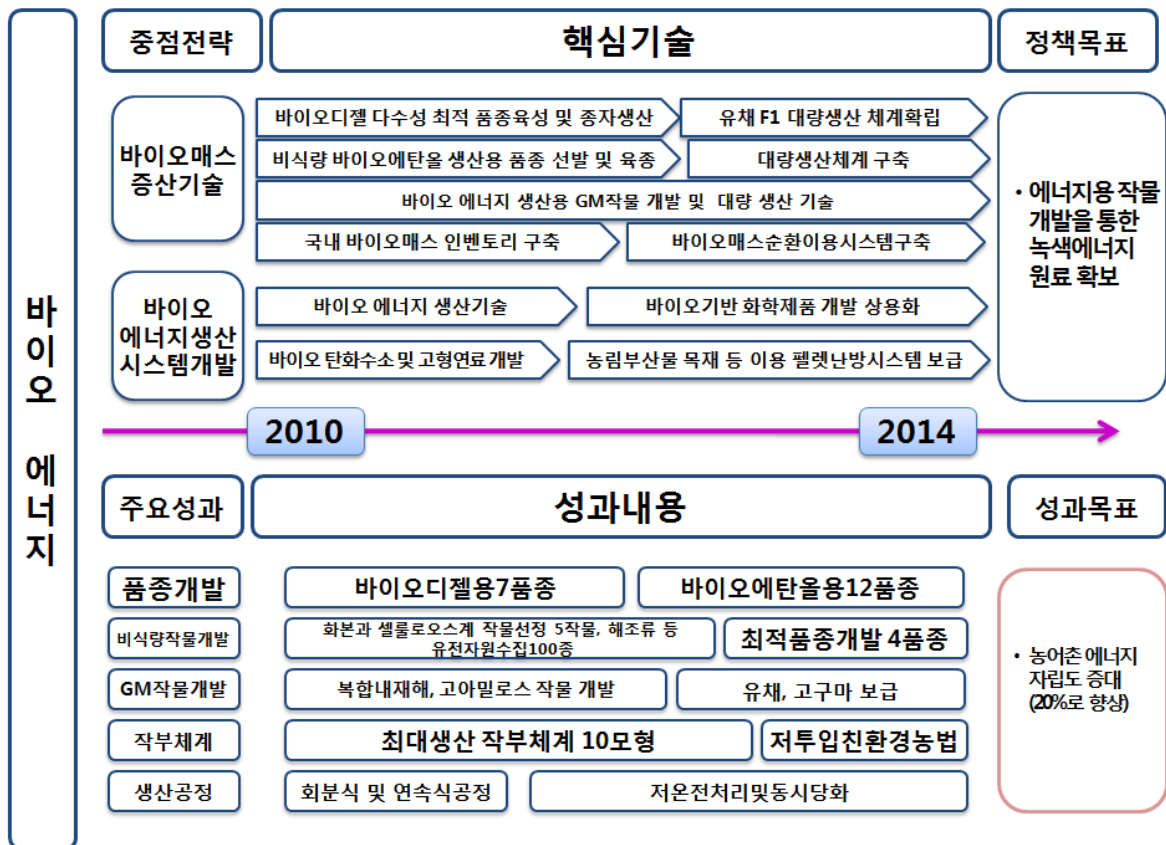 바이오 에너지
중점전략
핵심기술
정책목표
바이오매스
증산기술
바이오디젤 다수성 최적 품종육성 및 종자생산
유채 F1 대량생산 체계확립
비식량 바이오에탄올 생산용 품종 선발 및 육종
대량생산체계 구축
바이오 에너지 생산용 GM작물 개발 및 대량 생산 기술
국내 바이오매스 인벤토리 구축
바이오매스순환이용시스템구축
바이오
에너지생산
시스템개발
바이오 에너지 생산기술
바이오기반 화학제품 개발 상용화
바이오 탄화수소 및 고형연료 개발
농림부산물 목재 등 이용 펠렛난방시스템 보급
• 에너지용 작물
개발을 통한
녹색에너지
원료 확보
2010
2014
주요성과
성과내용
성과목표
품종개발
바이오디젤용7품종
바이오에탄올용12품종
비식량작물개발
화본과 셀룰로오스계 작물선정 5작물, 해조류 등
유전자원수집100종
최적품종개발 4품종
GM작물개발
복합내재해, 고아밀로스 작물 개발
유채, 고구마 보급
작부체계
최대생산 작부체계 10모형
저투입친환경농법
생산공정
회분식 및 연속식공정
저온전처리및동시당화
• 농어촌 에너지
자립도 증대
(20%로 향상)